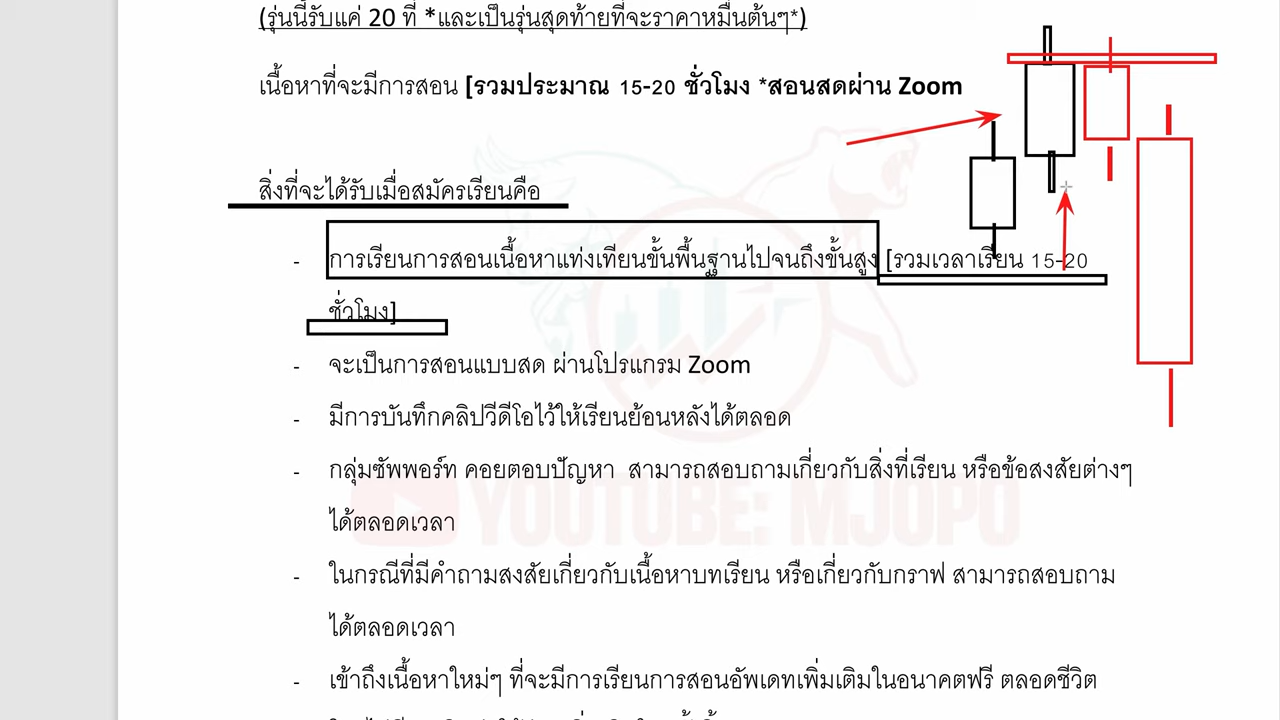 (รุ่นนี้รับแค่ 20 ที่ *และเป็นรุ่นสุดท้ายที่จะราคาหมื่นต้นๆ*)
เนื้อหาที่จะมีการสอน [รวมประมาณ 15-20 ชั่วโมง *สอนสดผ่าน Zoom
สิ่งที่จะได้รับเมื่อสมัครเรียนคือ
- การเรียนการสอนเนื้อหาแท่งเทียนขั้นพื้นฐานไปจนถึงขั้นสูง [รวมเวลาเรียน 15-20
ชั่วโมง]
- จะเป็นการสอนแบบสด ผ่านโปรแกรม Zoom
- มีการบันทึกคลิปวีดีโอไว้ให้เรียนย้อนหลังได้ตลอด
- กลุ่มซัพพอร์ท คอยตอบปัญหา สามารถสอบถามเกี่ยวกับสิ่งที่เรียน หรือข้อสงสัยต่างๆ
YOUTUBE: MJOPO
ได้ตลอดเวลา
- ในกรณีที่มีคำถามสงสัยเกี่ยวกับเนื้อหาบทเรียน หรือเกี่ยวกับกราฟ สามารถสอบถาม
ได้ตลอดเวลา
- เข้าถึงเนื้อหาใหม่ๆ ที่จะมีการเรียนการสอนอัพเดทเพิ่มเติมในอนาคตฟรี ตลอดชีวิต